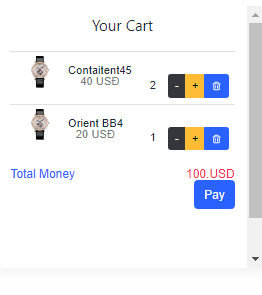 Your Cart
Contaitent45
40 USĐ
2 - +
Orient BB4
20 USĐ
1 - +
Total Money 100.USD
Pay